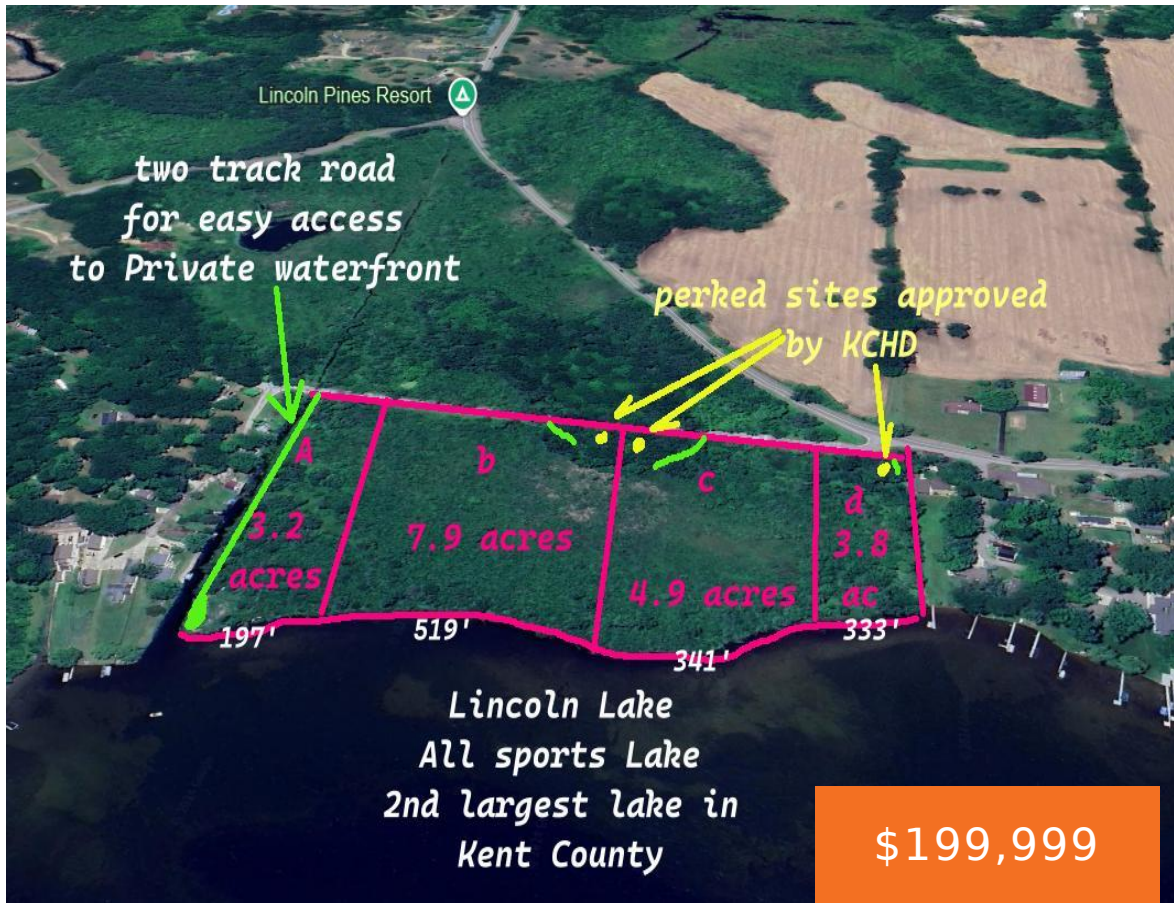 Lincoln Pines Resort
two track road
for easy access
to Private waterfront
perked sites approved
by KCHD
A
3.2
acres
b
7.9 acres
c
4.9 acres
d
3.8
ac
197'
519'
341'
333'
Lincoln Lake
All sports Lake
2nd largest lake in
Kent County
$199,999